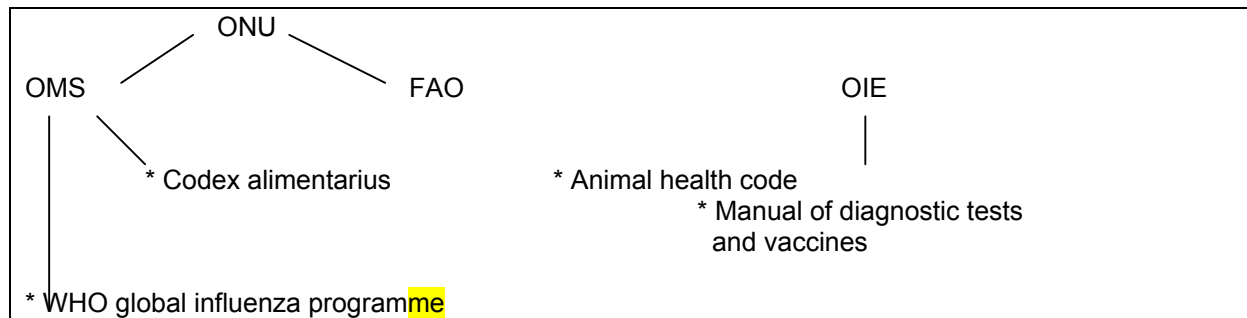 ONU
OMS FAO OIE
* Codex alimentarius * Animal health code
* Manual of diagnostic tests
and vaccines
* WHO global influenza programme